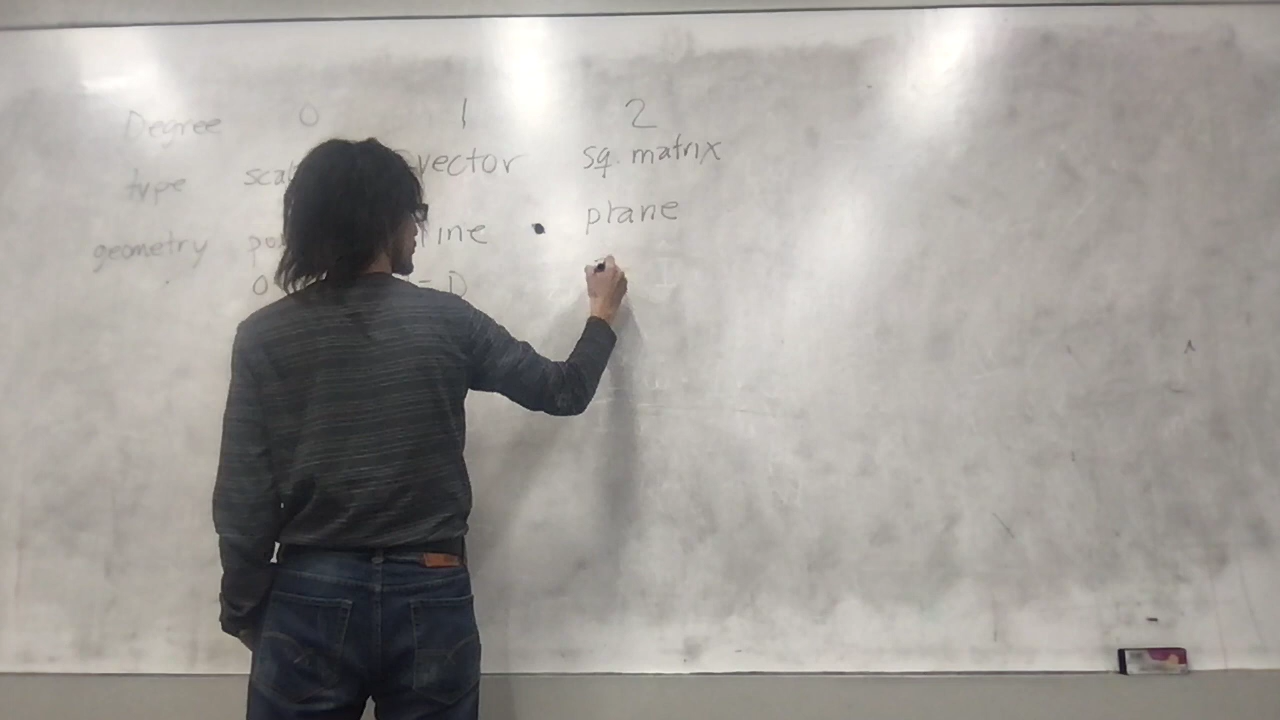 Degree 0 1 2
type vector sq. matrix
geometry line plane